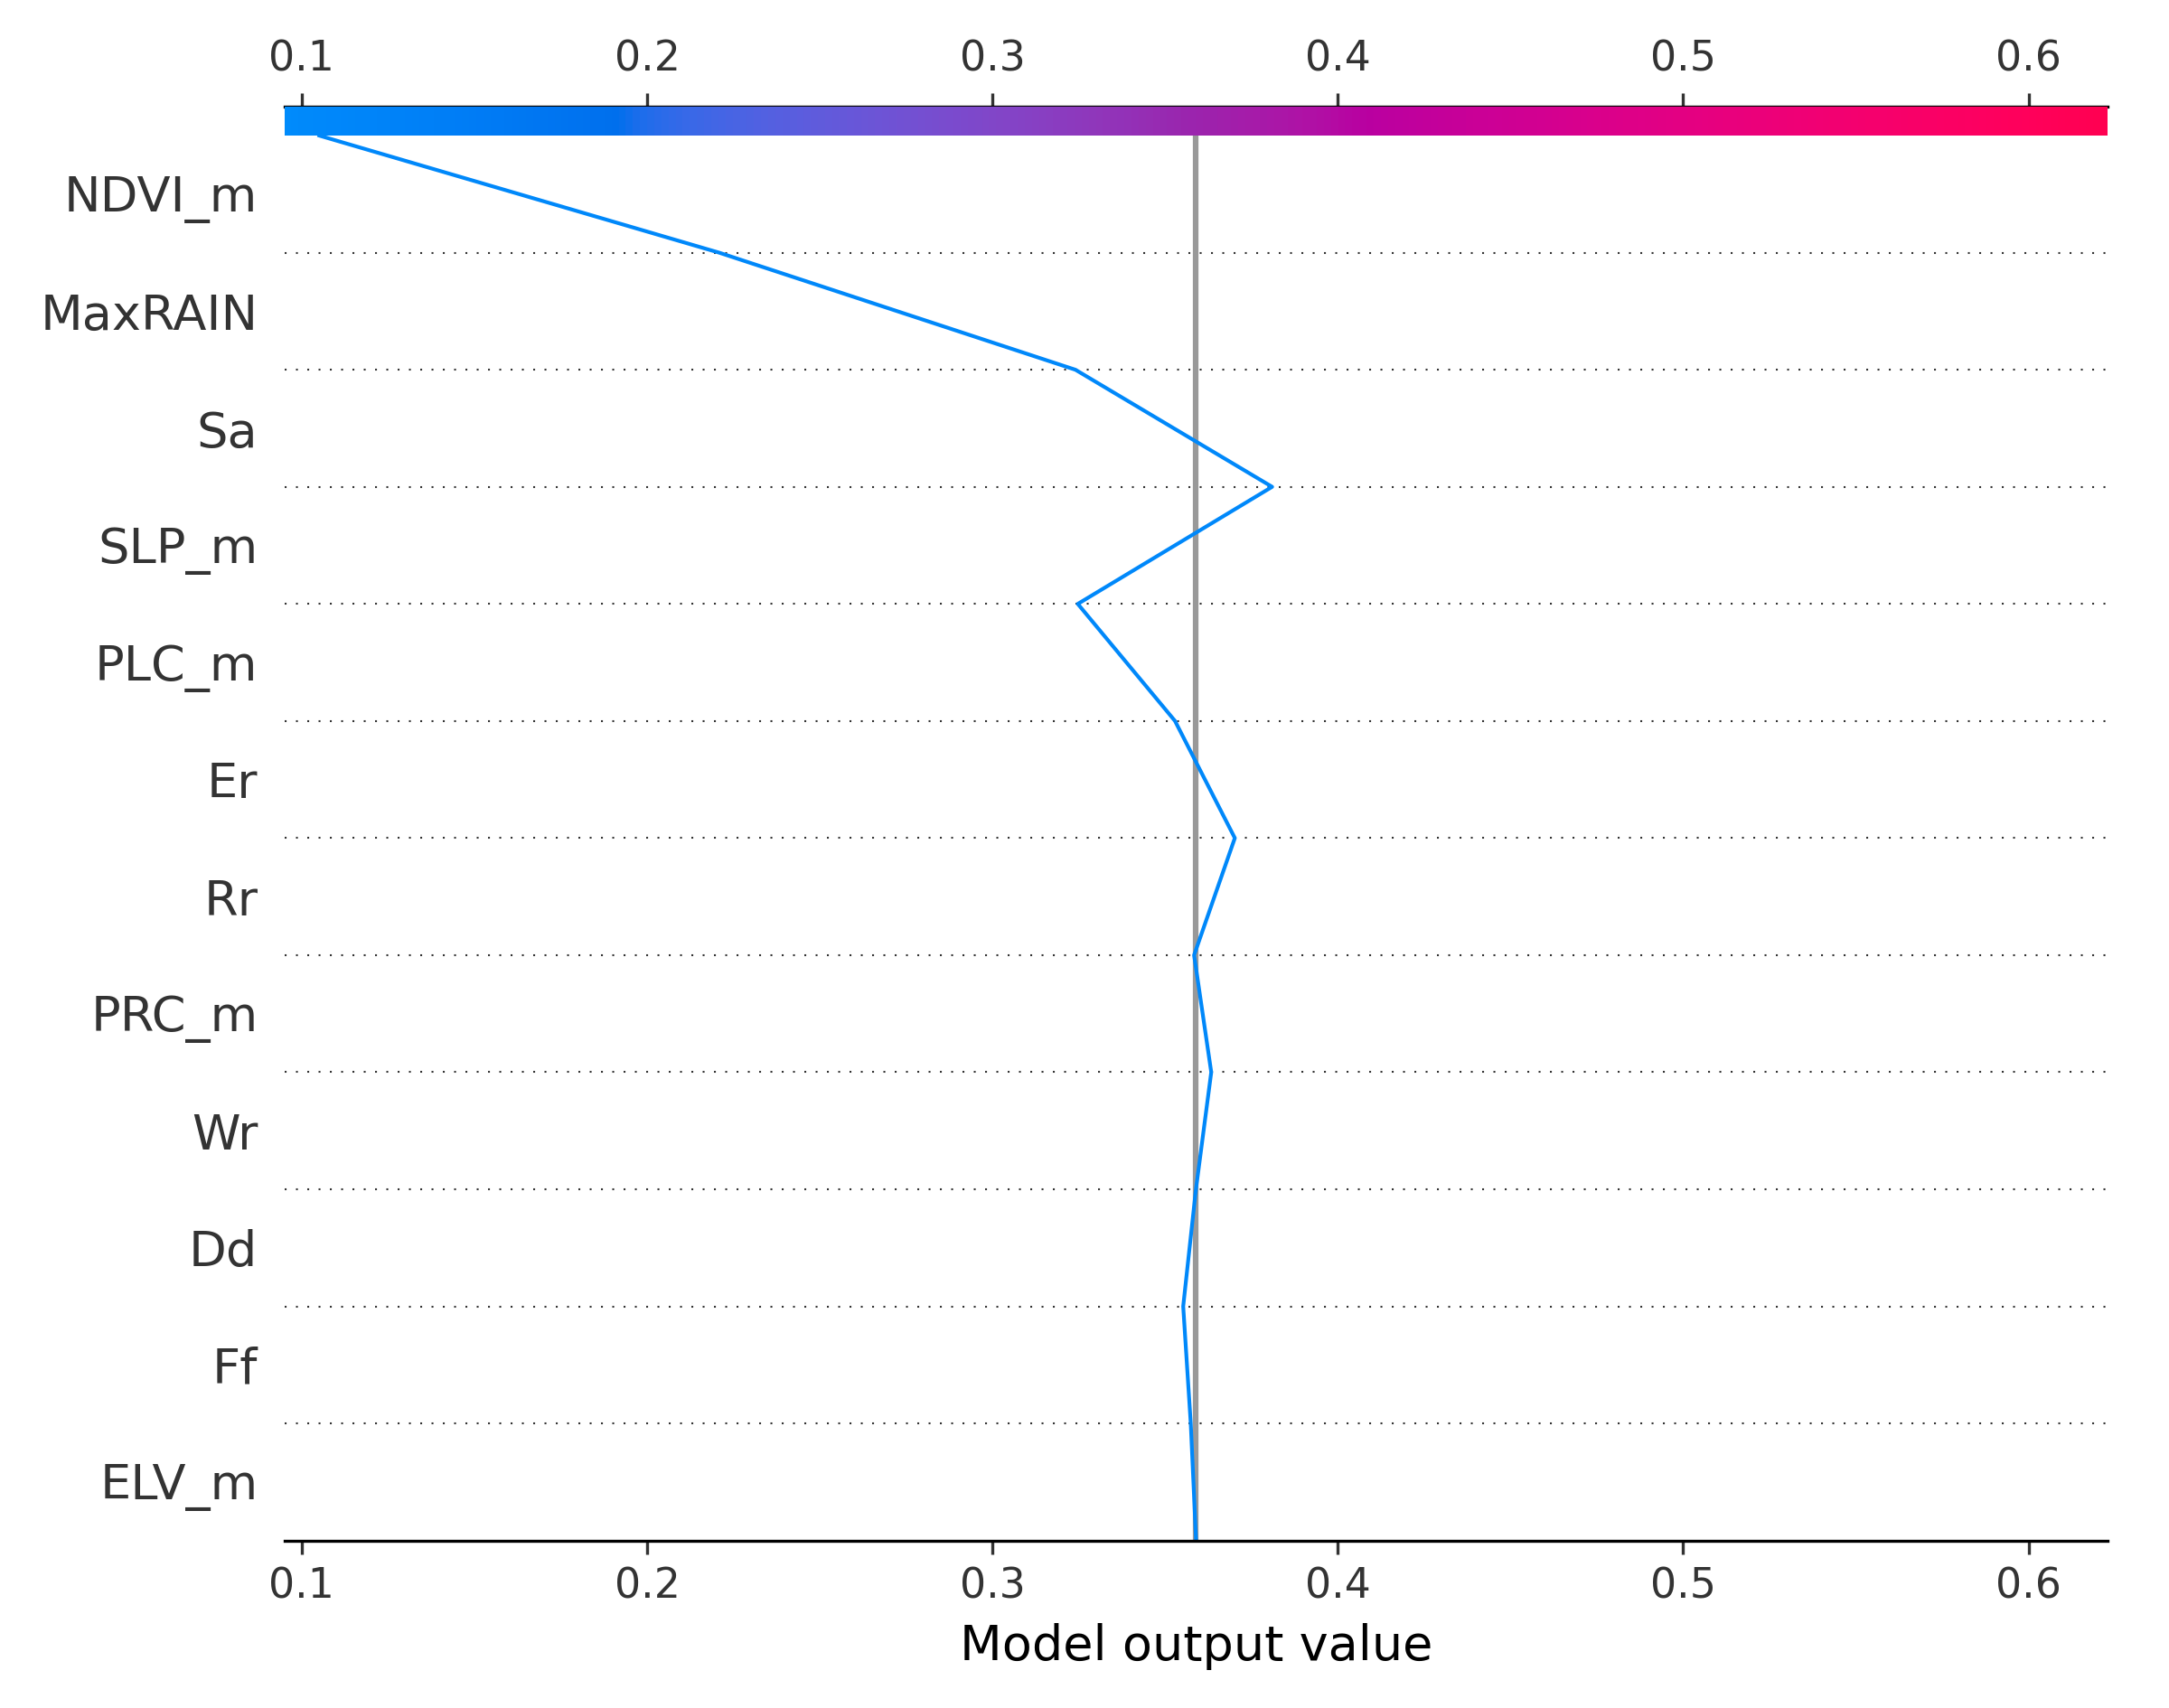 0.1 0.2 0.3 0.4 0.5 0.6
NDVI_m
MaxRAIN
Sa
SLP_m
PLC_m
Er
Rr
PRC_m
Wr
Dd
Ff
ELV_m
0.1 0.2 0.3 0.4 0.5 0.6
Model output value